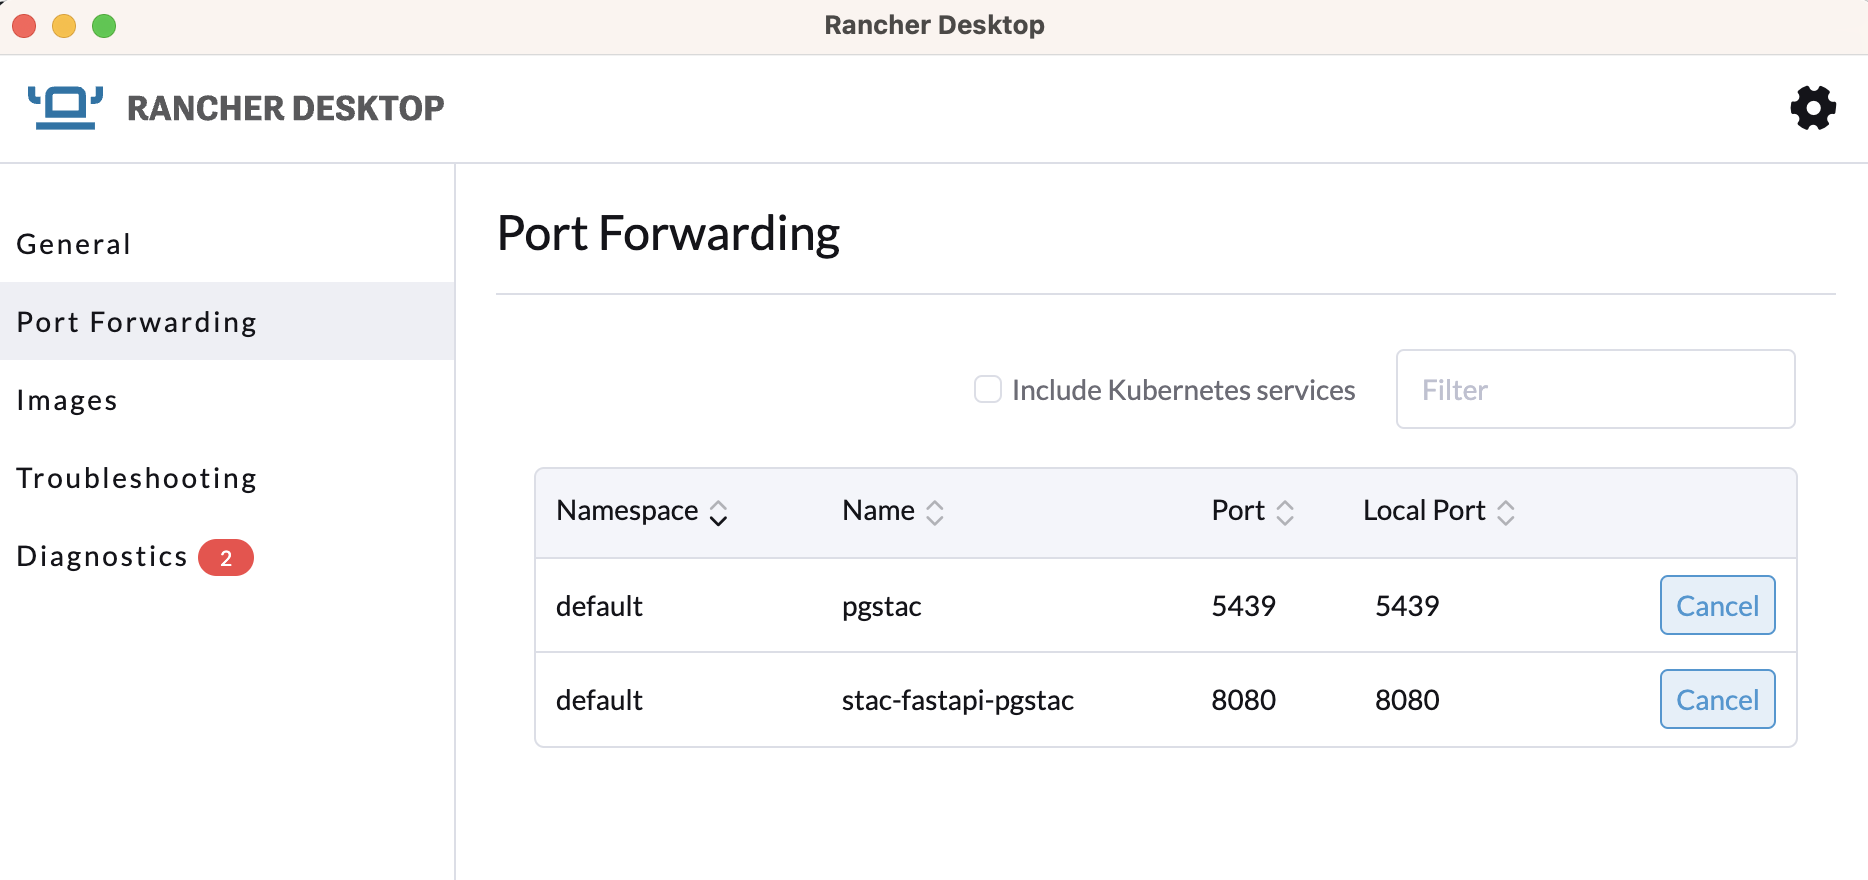 Rancher Desktop
RANCHER DESKTOP
General
Port Forwarding
Images
Troubleshooting
Diagnostics 2
Port Forwarding
Include Kubernetes services Filter
Namespace Name Port Local Port
default pgstac 5439 5439 Cancel
default stac-fastapi-pgstac 8080 8080 Cancel